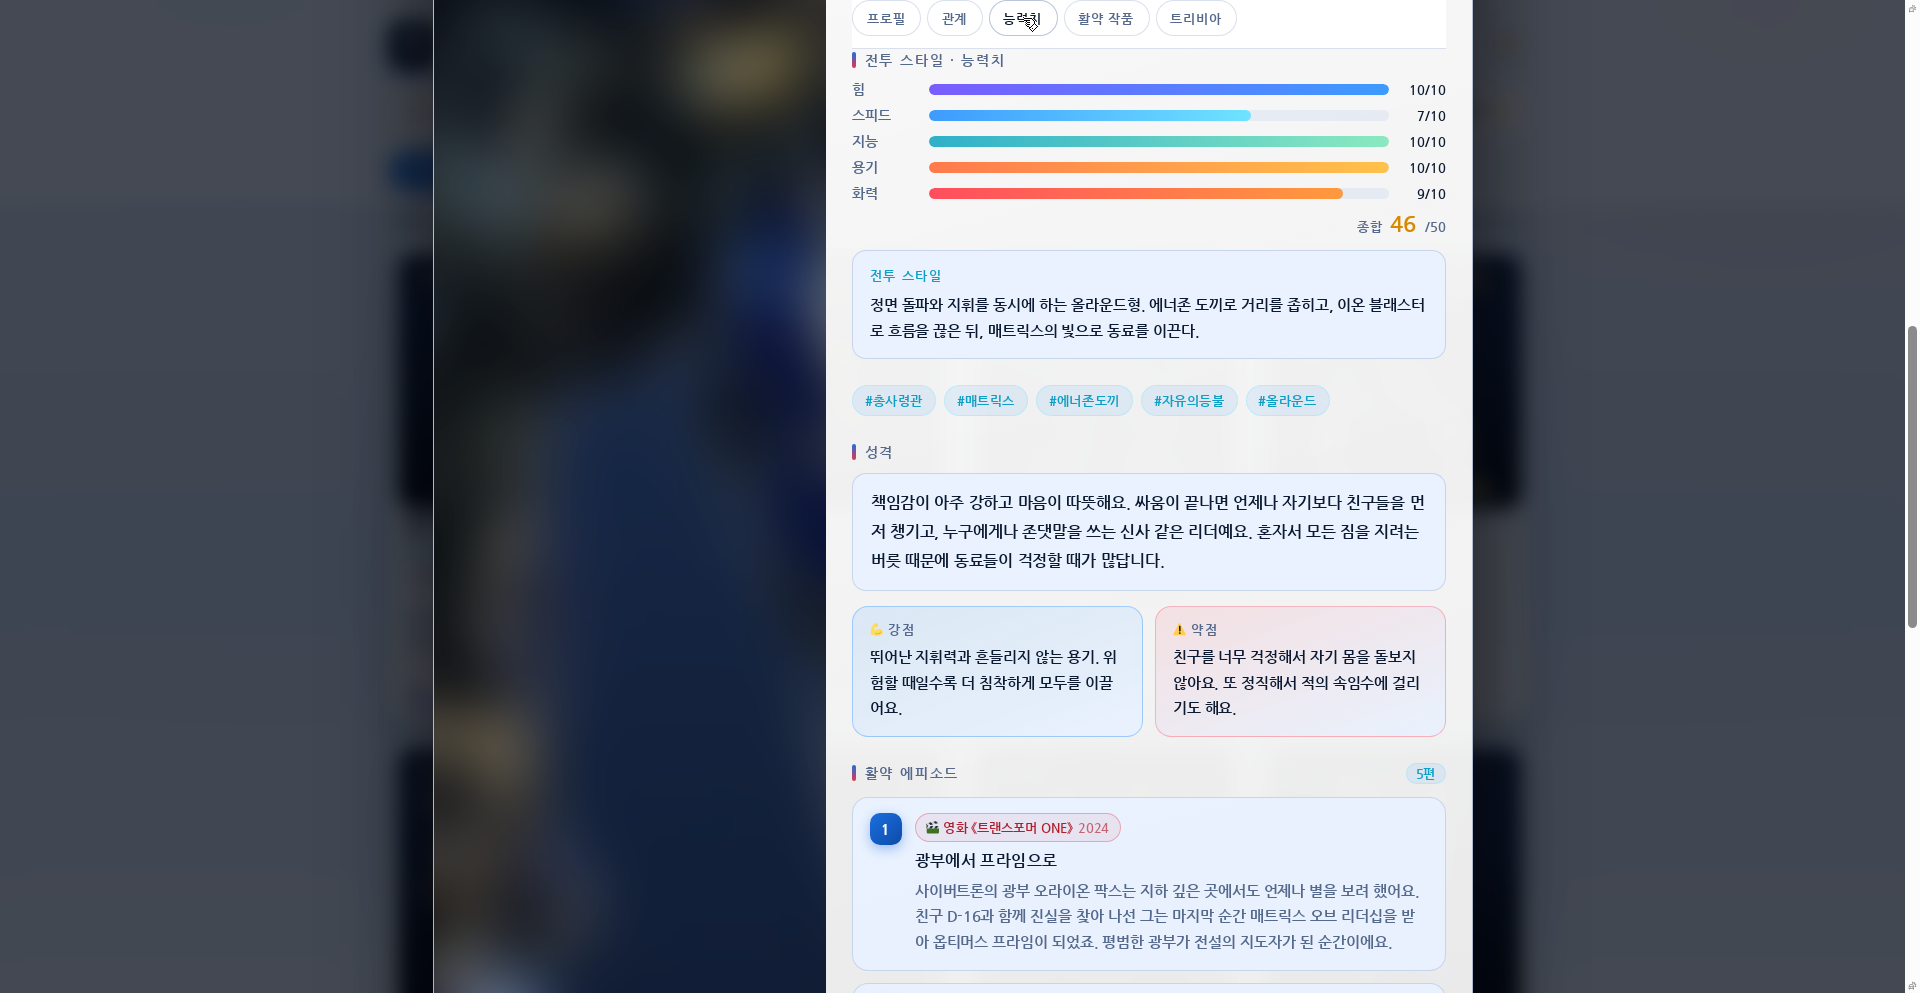 프로필 관계 능력치 활약 작품 트리비아
전투 스타일 · 능력치
힘 10/10
스피드 7/10
지능 10/10
용기 10/10
화력 9/10
종합 46 /50
전투 스타일
정면 돌파와 지휘를 동시에 하는 올라운드형. 에너존 도끼로 거리를 좁히고, 이온 블래스터
로 흐름을 끊은 뒤, 매트릭스의 빛으로 동료를 이끈다.
#총사령관 #매트릭스 #에너존도끼 #자유의등불 #올라운드
성격
책임감이 아주 강하고 마음이 따뜻해요. 싸움이 끝나면 언제나 자기보다 친구들을 먼
저 챙기고, 누구에게나 존댓말을 쓰는 신사 같은 리더예요. 혼자서 모든 짐을 지려는
버릇 때문에 동료들이 걱정할 때가 많답니다.
💪 강점
뛰어난 지휘력과 흔들리지 않는 용기. 위
험할 때일수록 더 침착하게 모두를 이끌
어요.
⚠️ 약점
친구를 너무 걱정해서 자기 몸을 돌보지
않아요. 또 정직해서 적의 속임수에 걸리
기도 해요.
활약 에피소드 5편
1 🎬 영화 《트랜스포머 ONE》 2024
광부에서 프라임으로
사이버트론의 광부 오라이온 팍스는 지하 깊은 곳에서도 언제나 별을 보려 했어요.
친구 D-16과 함께 진실을 찾아 나선 그는 마지막 순간 매트릭스 오브 리더십을 받
아 옵티머스 프라임이 되었죠. 평범한 광부가 전설의 지도자가 된 순간이에요.